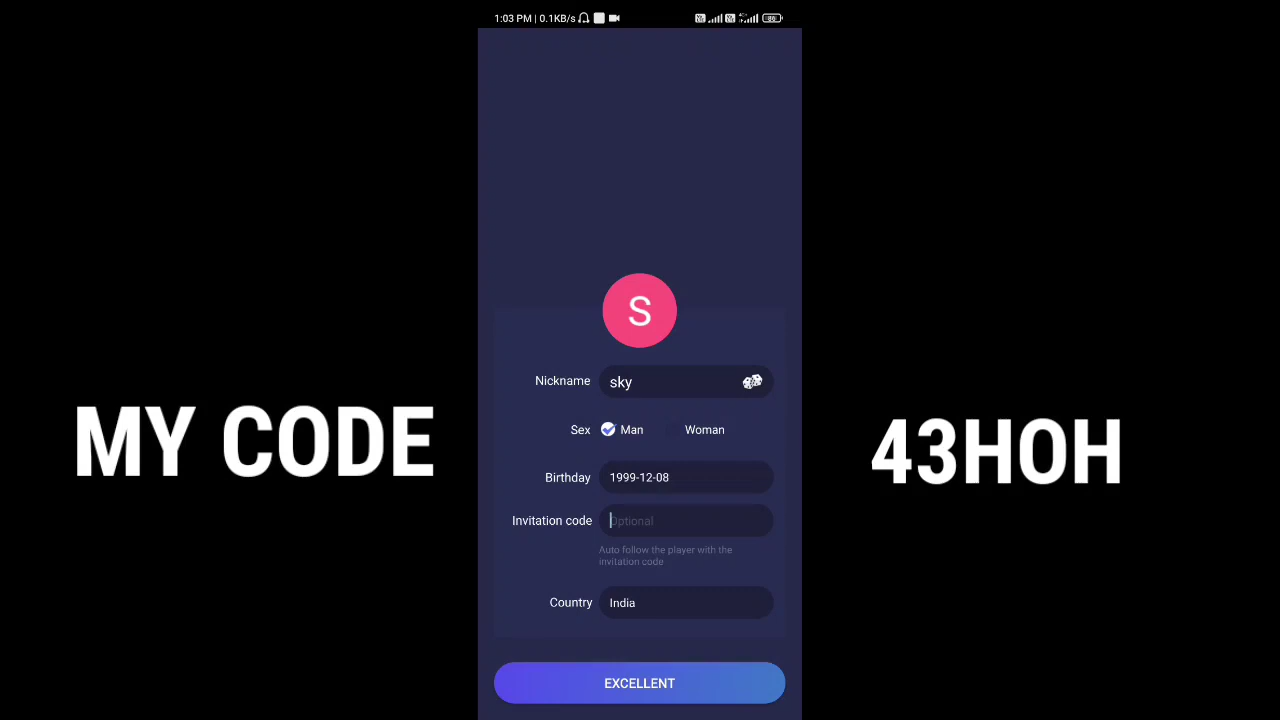 1:03 PM | 0.1KB/s
S
Nickname sky
Sex Man Woman
Birthday 1999-12-08
Invitation code Optional
Auto follow the player with the
invitation code
Country India
EXCELLENT
MY CODE
43HOH